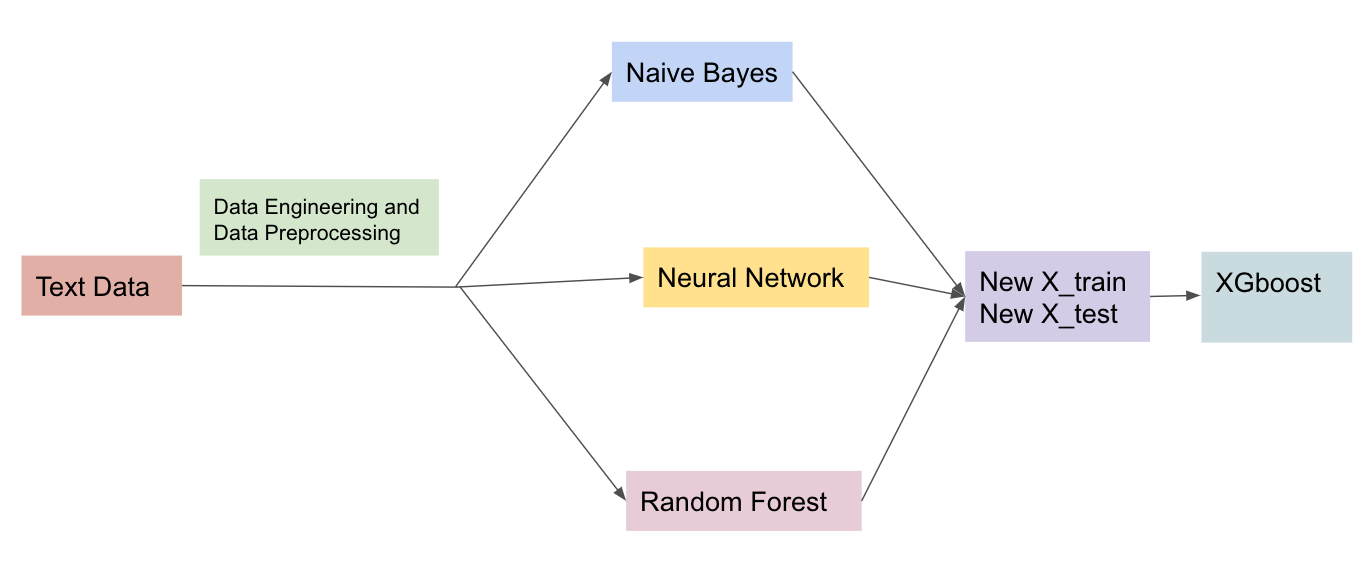 Naive Bayes
Data Engineering and
Data Preprocessing
Text Data
Neural Network
New X_train
New X_test
XGboost
Random Forest